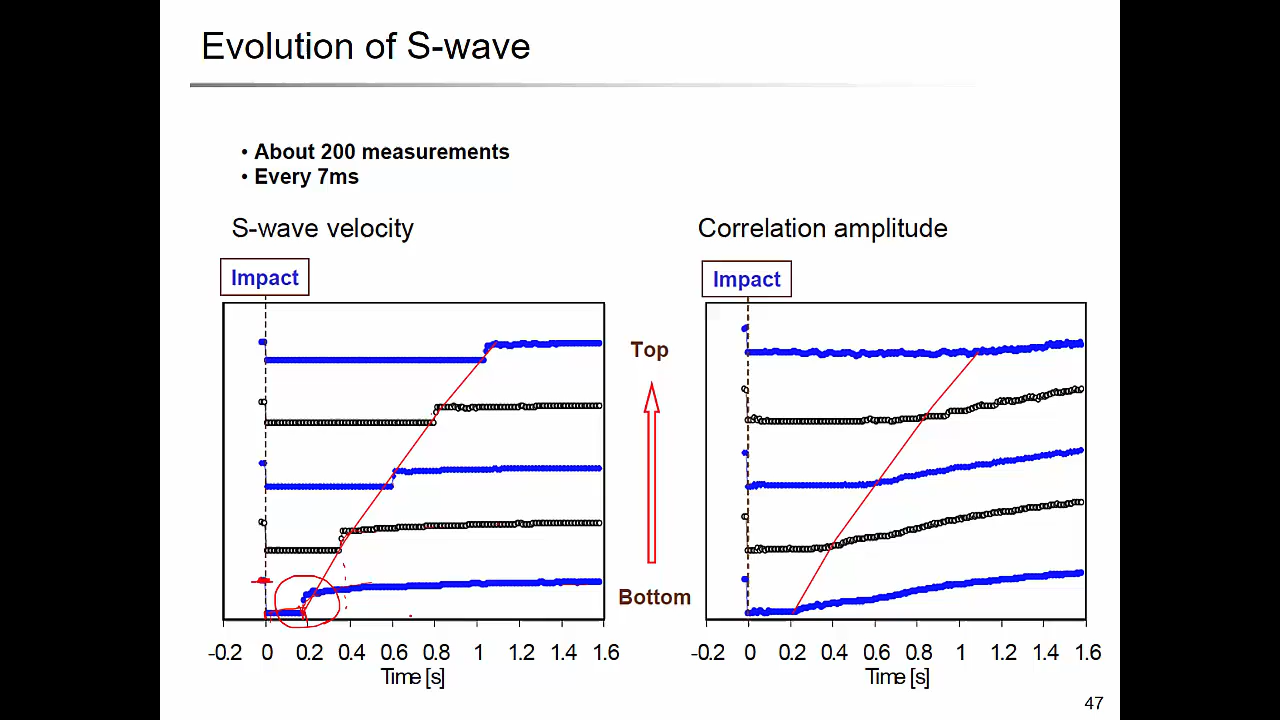 Evolution of S-wave
• About 200 measurements
• Every 7ms
S-wave velocity
Correlation amplitude
Impact
Impact
Top
Bottom
-0.2 0 0.2 0.4 0.6 0.8 1 1.2 1.4 1.6
Time [s]
-0.2 0 0.2 0.4 0.6 0.8 1 1.2 1.4 1.6
Time [s]
47